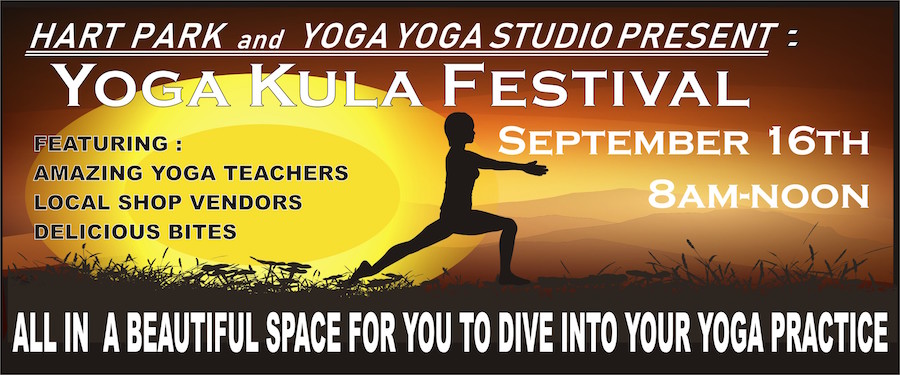 HART PARK and YOGA YOGA STUDIO PRESENT :
YOGA KULA FESTIVAL
SEPTEMBER 16TH
8AM-NOON
FEATURING :
AMAZING YOGA TEACHERS
LOCAL SHOP VENDORS
DELICIOUS BITES
ALL IN A BEAUTIFUL SPACE FOR YOU TO DIVE INTO YOUR YOGA PRACTICE